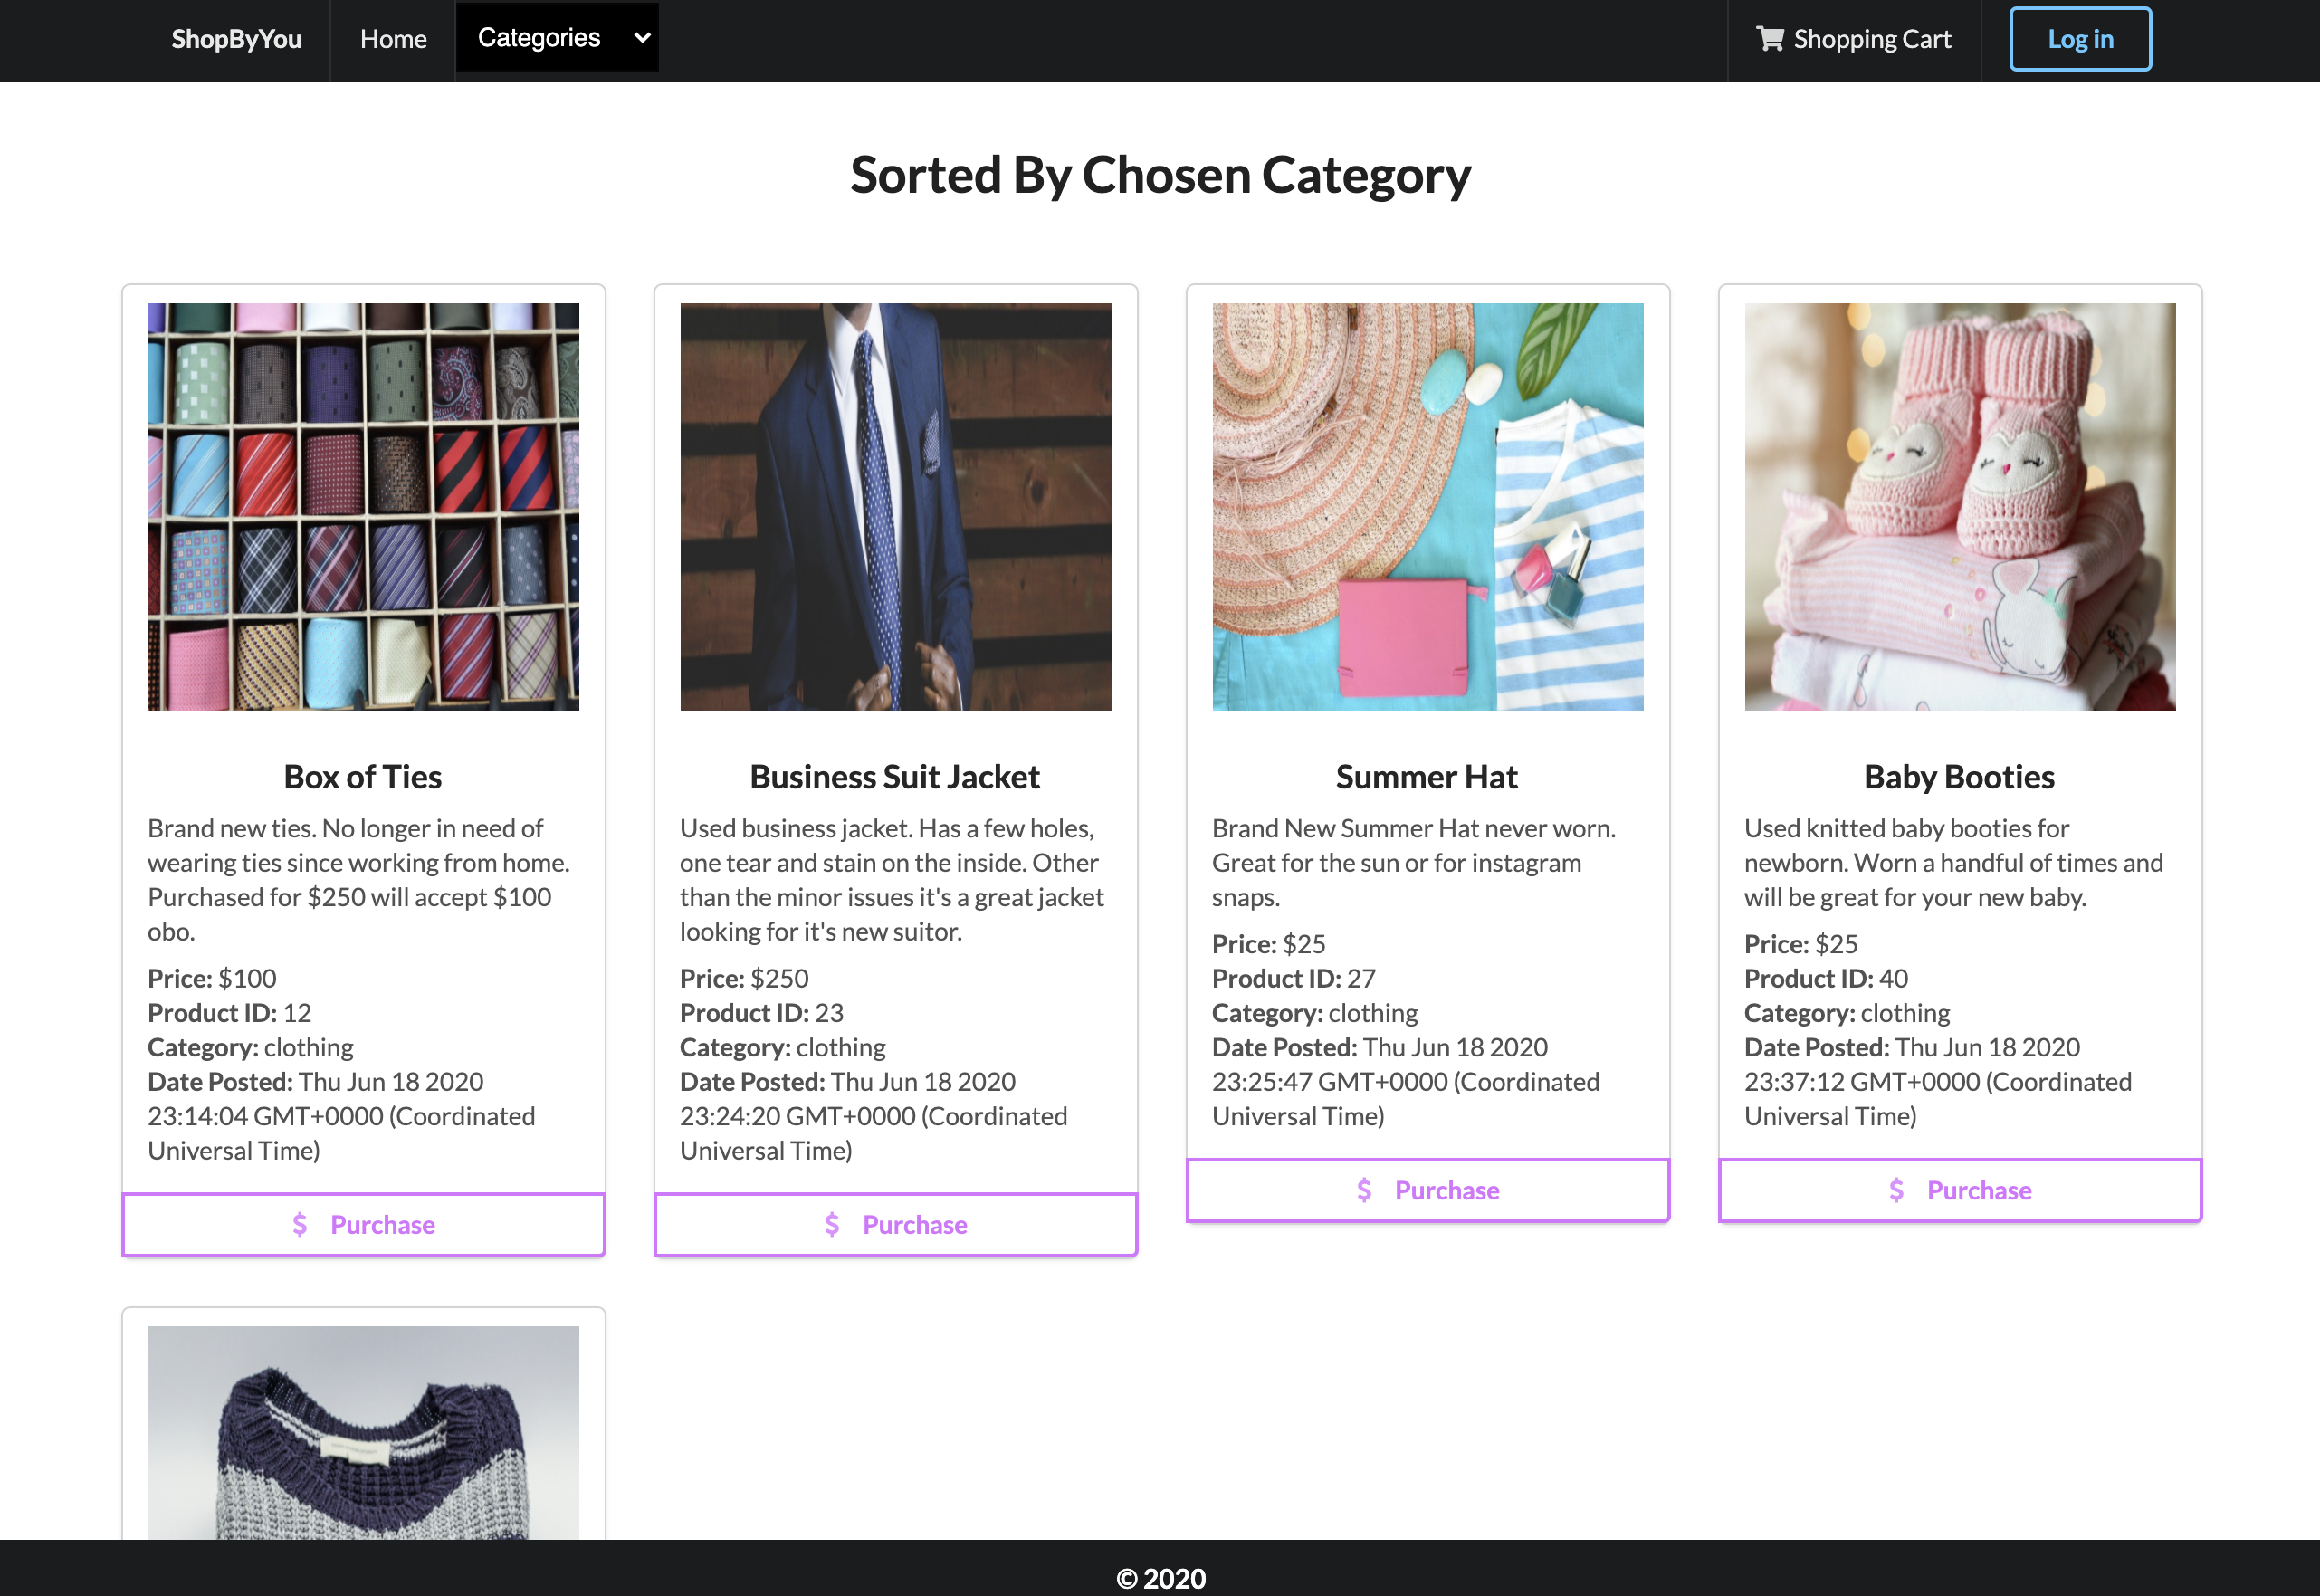 ShopByYou
Home
Categories
Shopping Cart
Log in
Sorted By Chosen Category
Box of Ties
Brand new ties. No longer in need of
wearing ties since working from home.
Purchased for $250 will accept $100
obo.
Price: $100
Product ID: 12
Category: clothing
Date Posted: Thu Jun 18 2020
23:14:04 GMT+0000 (Coordinated
Universal Time)
$ Purchase
Business Suit Jacket
Used business jacket. Has a few holes,
one tear and stain on the inside. Other
than the minor issues it's a great jacket
looking for it's new suitor.
Price: $250
Product ID: 23
Category: clothing
Date Posted: Thu Jun 18 2020
23:24:20 GMT+0000 (Coordinated
Universal Time)
$ Purchase
Summer Hat
Brand New Summer Hat never worn.
Great for the sun or for instagram
snaps.
Price: $25
Product ID: 27
Category: clothing
Date Posted: Thu Jun 18 2020
23:25:47 GMT+0000 (Coordinated
Universal Time)
$ Purchase
Baby Booties
Used knitted baby booties for
newborn. Worn a handful of times and
will be great for your new baby.
Price: $25
Product ID: 40
Category: clothing
Date Posted: Thu Jun 18 2020
23:37:12 GMT+0000 (Coordinated
Universal Time)
$ Purchase
© 2020